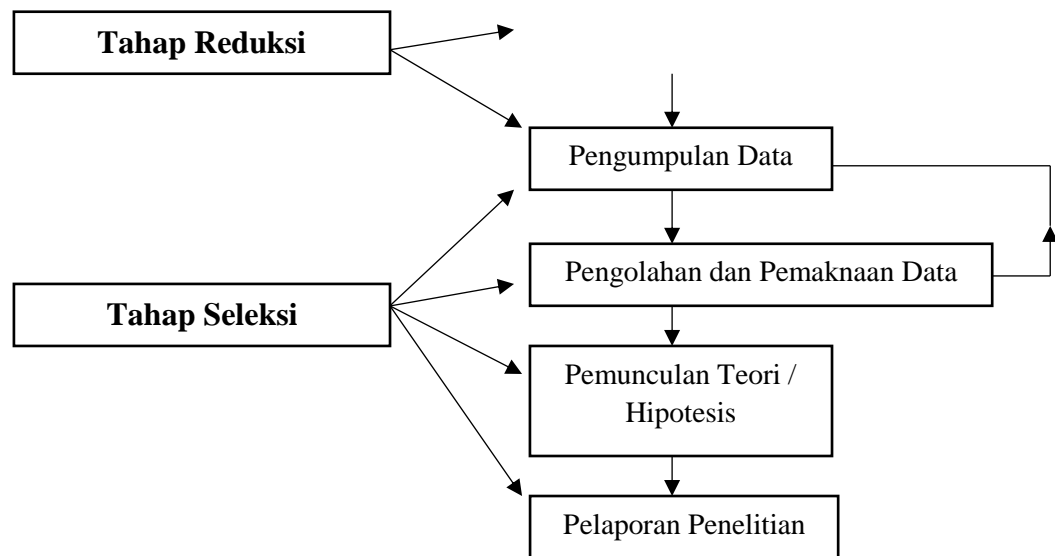 Tahap Reduksi
Pengumpulan Data
Pengolahan dan Pemaknaan Data
Tahap Seleksi
Pemunculan Teori /
Hipotesis
Pelaporan Penelitian